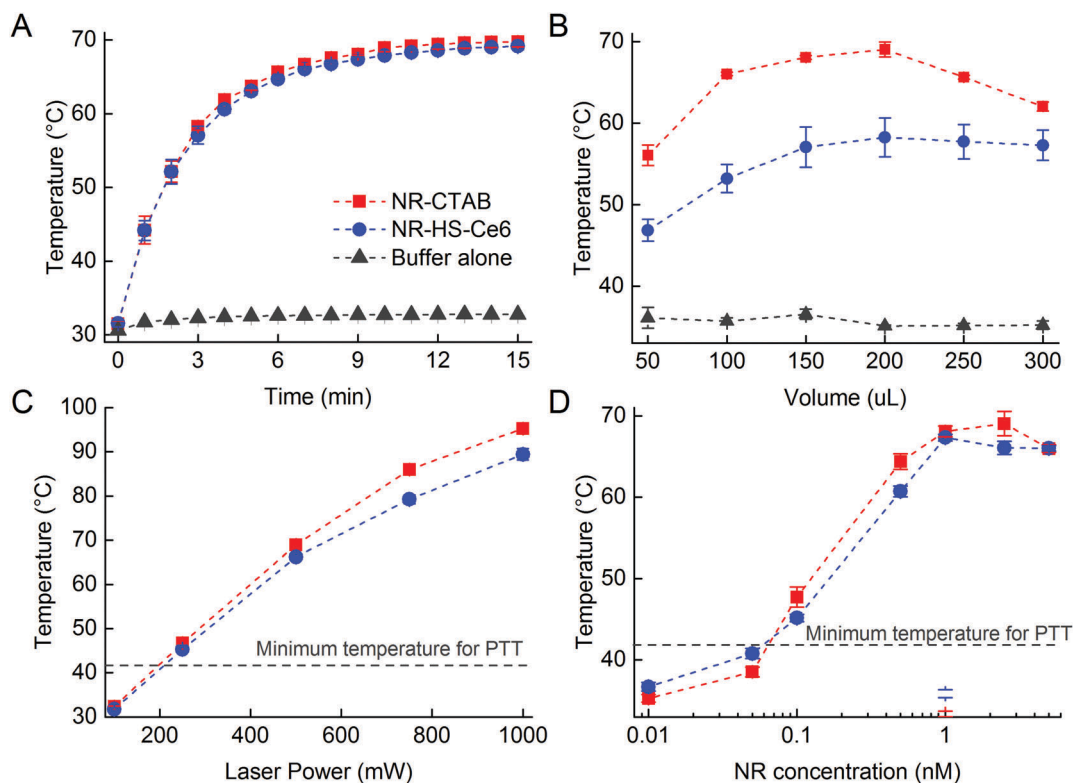 A
70
60
50
40
30
Temperature (°C)
NR-CTAB
NR-HS-Ce6
Buffer alone
0 3 6 9 12 15
Time (min)
B
70
60
50
40
Temperature (°C)
50 100 150 200 250 300
Volume (uL)
C
100
90
80
70
60
50
40
30
Temperature (°C)
Minimum temperature for PTT
200 400 600 800 1000
Laser Power (mW)
D
70
60
50
40
Temperature (°C)
Minimum temperature for PTT
0.01 0.1 1
NR concentration (nM)